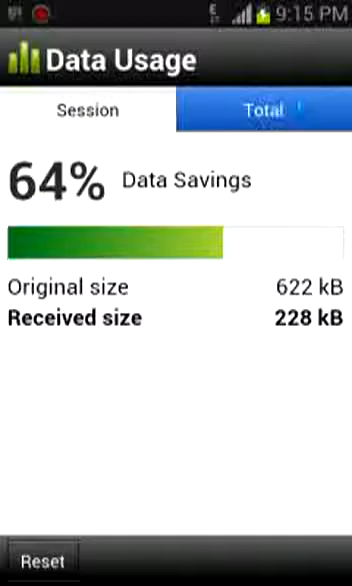 9:15 PM
Data Usage
Session Total
64% Data Savings
Original size 622 kB
Received size 228 kB
Reset